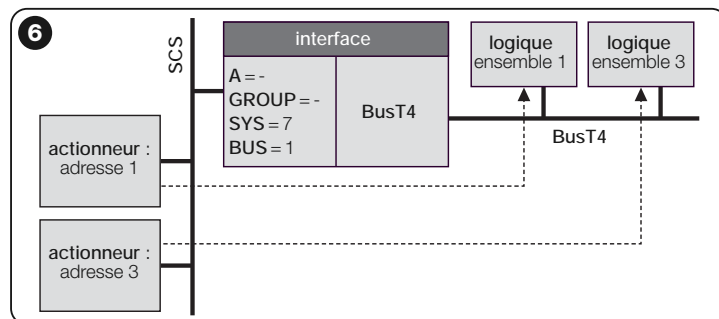 6
SCS
interface
A = -
GROUP = -
SYS = 7
BUS = 1
BusT4
logique
ensemble 1
logique
ensemble 3
BusT4
actionneur :
adresse 1
actionneur :
adresse 3